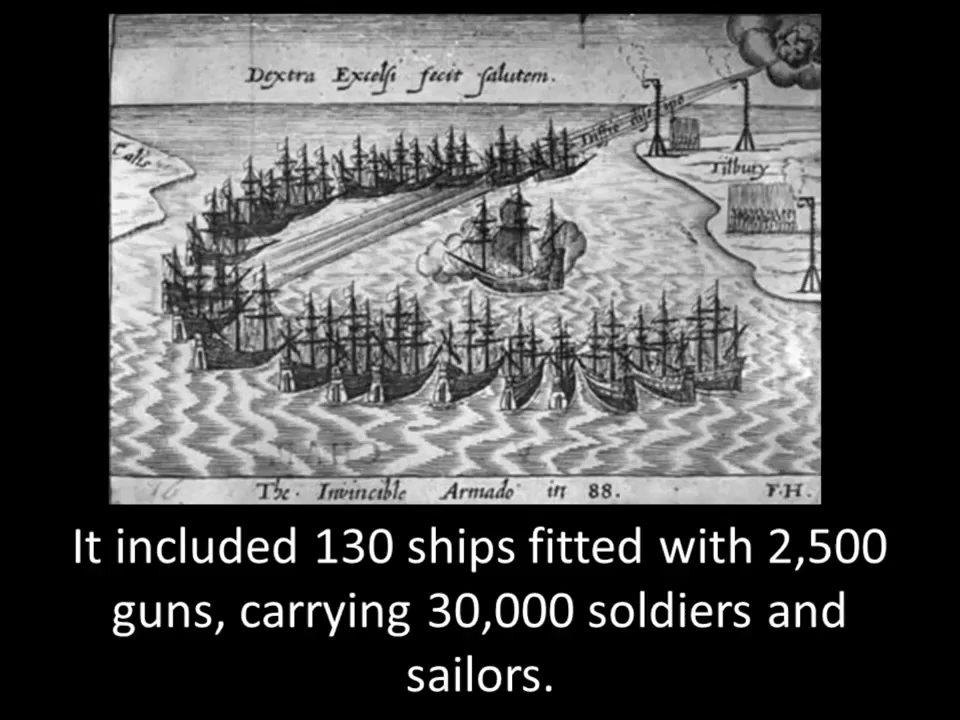 Dextra Excelsi fecit salutem.
Calis
Tilbury
The Invincible Armado in 88.
F.H.
It included 130 ships fitted with 2,500
guns, carrying 30,000 soldiers and
sailors.